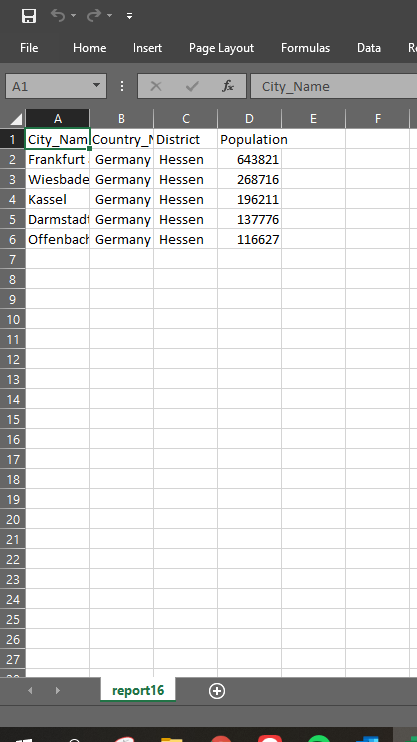 File Home Insert Page Layout Formulas Data
A1 fx City_Name
A B C D E F
1 City_Nam Country_N District Population
2 Frankfurt Germany Hessen 643821
3 Wiesbade Germany Hessen 268716
4 Kassel Germany Hessen 196211
5 Darmstadt Germany Hessen 137776
6 Offenbach Germany Hessen 116627
7
8
9
10
11
12
13
14
15
16
17
18
19
20
21
22
23
24
25
26
27
report16